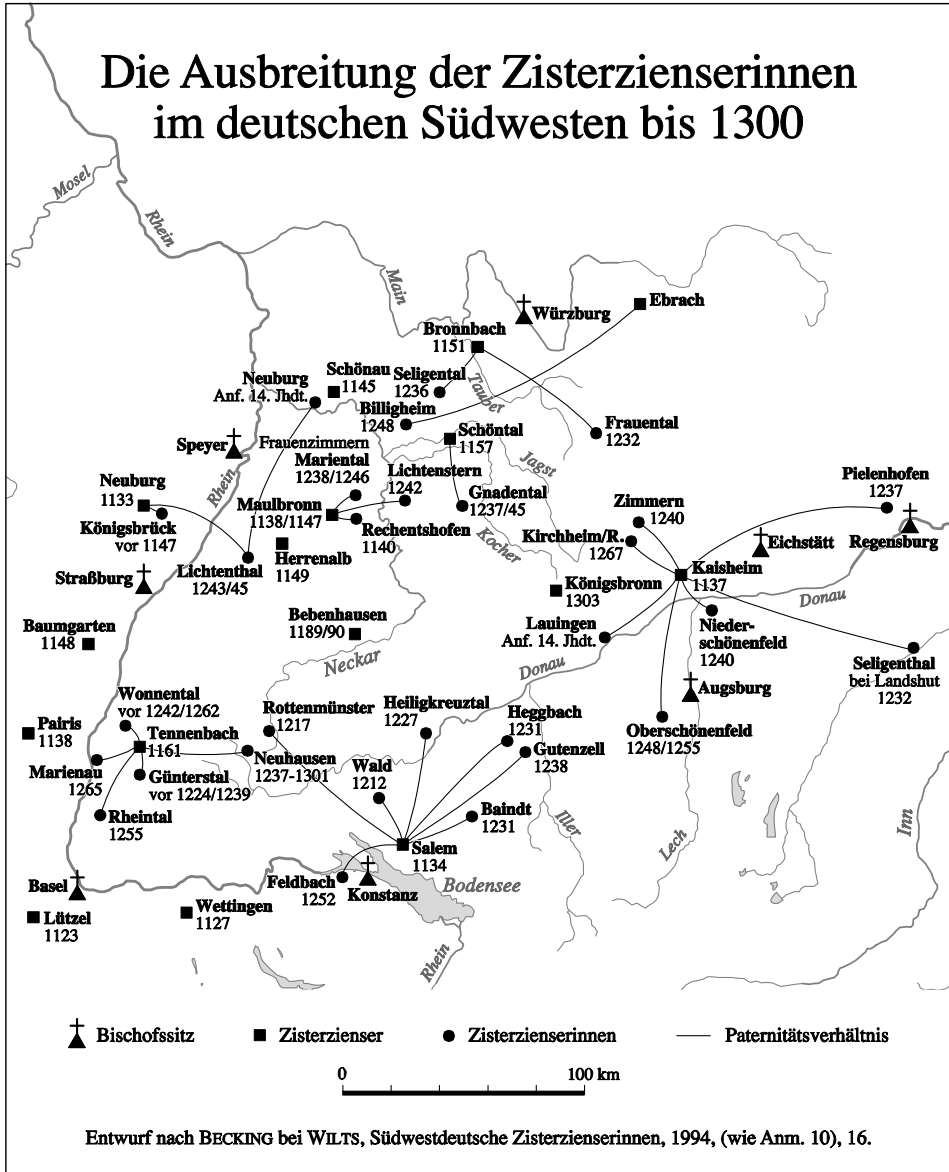 Die Ausbreitung der Zisterzienserinnen
im deutschen Südwesten bis 1300
Mosel
Rhein
Main
Würzburg
Ebrach
Bronnbach
1151
Schönau
1145
Seligental
1236
Tauber
Neuburg
Anf. 14. Jhdt.
Billigheim
1248
Frauental
1232
Schöntal
1157
Speyer
Frauenzimmern
Mariental
1238/1246
Jagst
Lichtenstern
1242
Rhein
Neuburg
1133
Königsbrück
vor 1147
Maulbronn
1138/1147
Gnadental
1237/45
Rechentshofen
1140
Kocher
Zimmern
1240
Kirchheim/R.
1267
Pielenhofen
1237
Regensburg
Eichstätt
Herrenalb
1149
Lichtenthal
1243/45
Straßburg
Kaisheim
1137
Königsbronn
1303
Donau
Bebenhausen
1189/90
Baumgarten
1148
Neckar
Lauingen
Anf. 14. Jhdt.
Nieder-
schönenfeld
1240
Seligenthal
bei Landshut
1232
Donau
Augsburg
Oberschönenfeld
1248/1255
Wonnental
vor 1242/1262
Rottenmünster
1217
Heiligkreuztal
1227
Heggbach
1231
Gutenzell
1238
Pairis
1138
Tennenbach
1161
Neuhausen
1237-1301
Marienau
1265
Günterstal
vor 1224/1239
Wald
1212
Rheintal
1255
Baindt
1231
Iller
Lech
Inn
Salem
1134
Feldbach
1252
Konstanz
Bodensee
Basel
Lützel
1123
Wettingen
1127
Rhein
Bischofssitz
Zisterzienser
Zisterzienserinnen
Paternitätsverhältnis
0
100 km
Entwurf nach BECKING bei WILTS, Südwestdeutsche Zisterzienserinnen, 1994, (wie Anm. 10), 16.